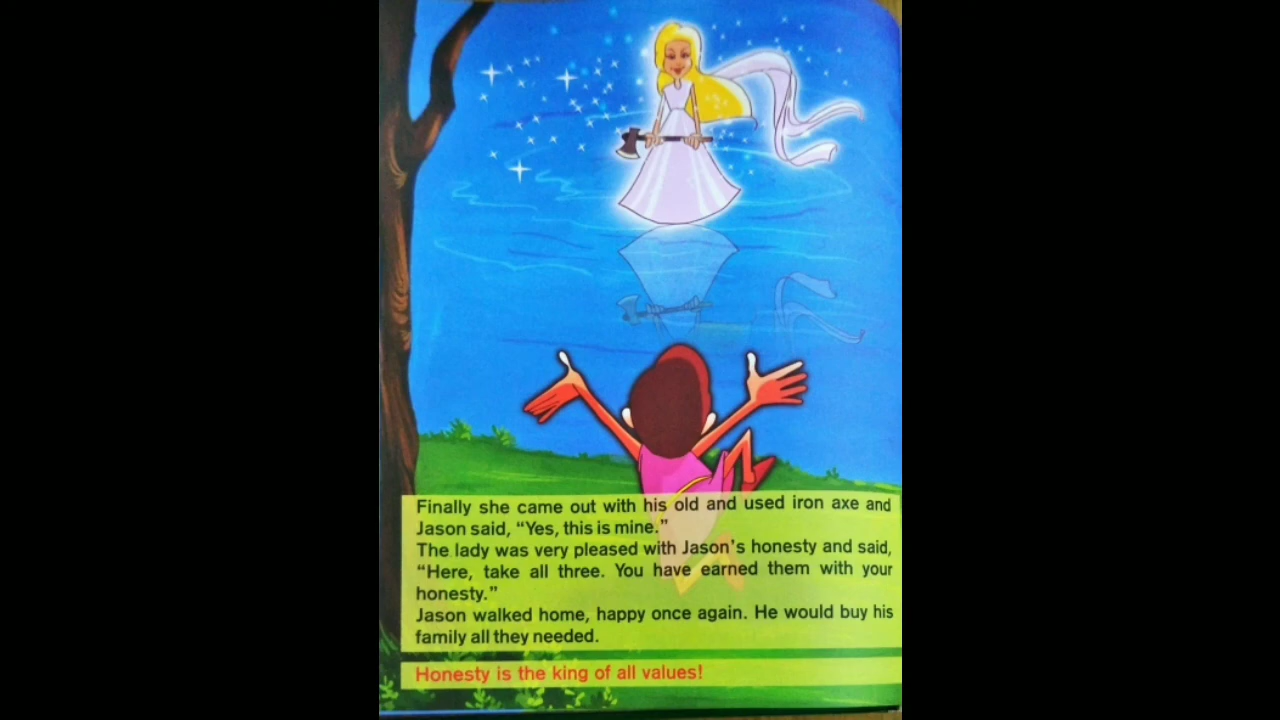 Finally she came out with his old and used iron axe and
Jason said, “Yes, this is mine.”
The lady was very pleased with Jason’s honesty and said,
“Here, take all three. You have earned them with your
honesty.”
Jason walked home, happy once again. He would buy his
family all they needed.
Honesty is the king of all values!